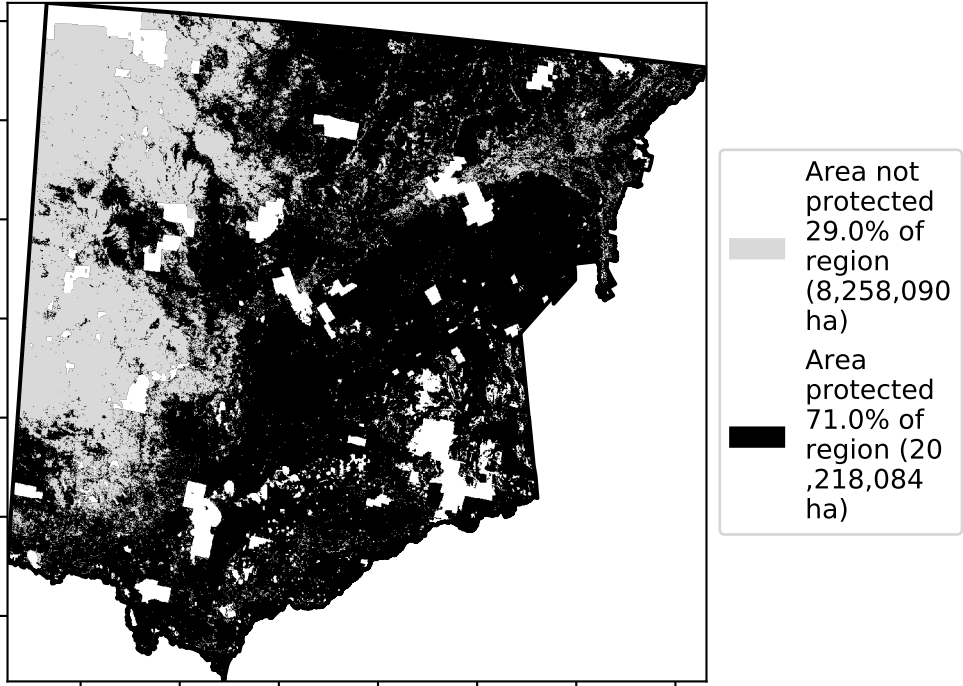 Area not
protected
29.0% of
region
(8,258,090
ha)
Area
protected
71.0% of
region (20
,218,084
ha)